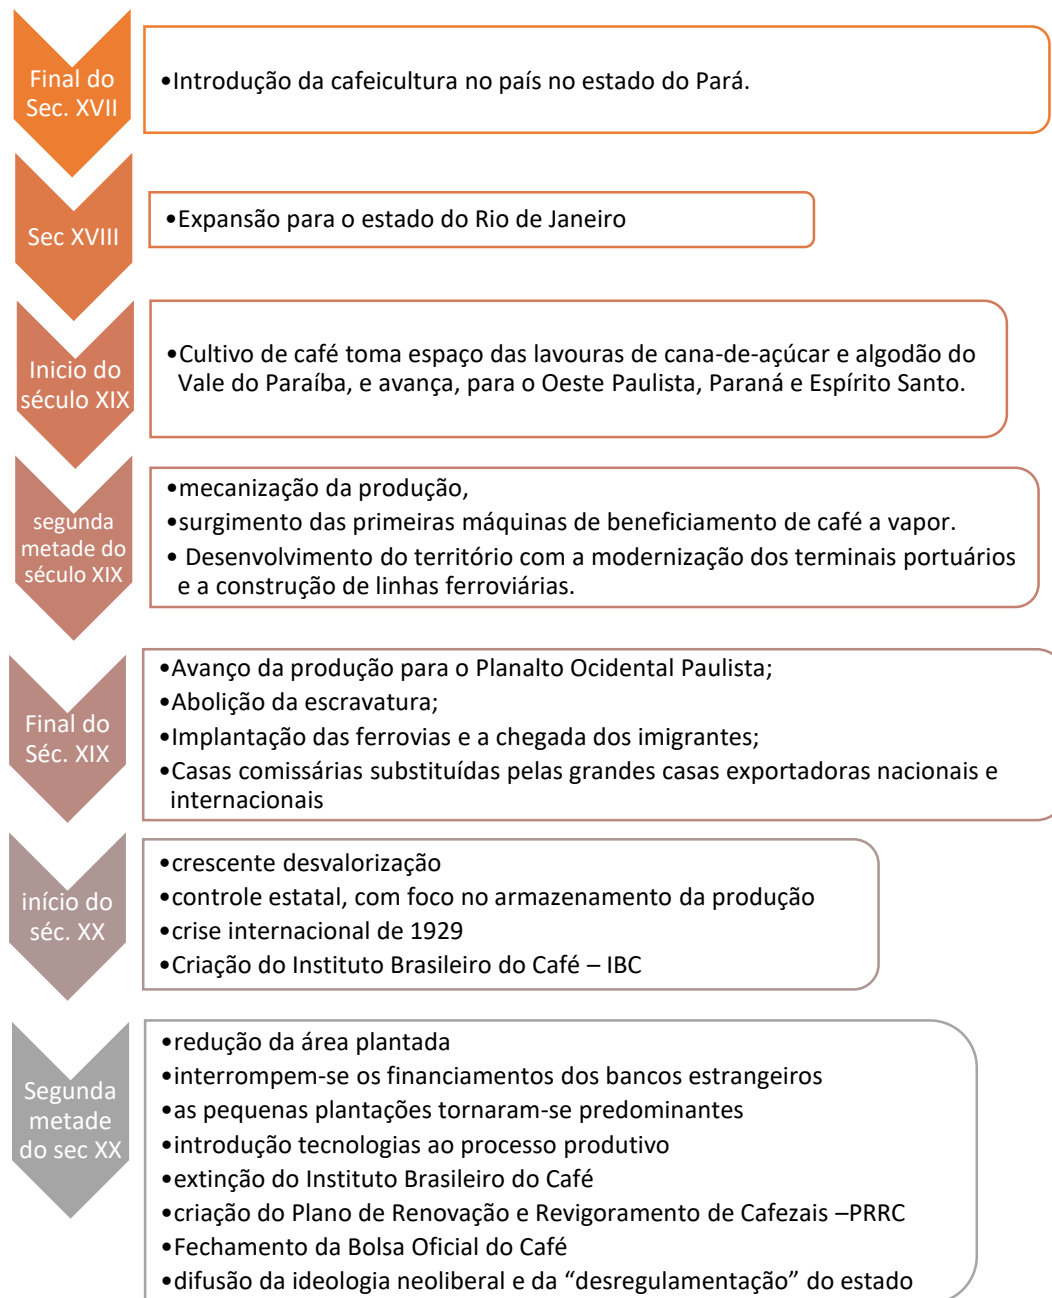 Final do
Sec. XVII
•Introdução da cafeicultura no país no estado do Pará.
Sec XVIII
•Expansão para o estado do Rio de Janeiro
Inicio do
século XIX
•Cultivo de café toma espaço das lavouras de cana-de-açúcar e algodão do
Vale do Paraíba, e avança, para o Oeste Paulista, Paraná e Espírito Santo.
segunda
metade do
século XIX
•mecanização da produção,
•surgimento das primeiras máquinas de beneficiamento de café a vapor.
• Desenvolvimento do território com a modernização dos terminais portuários
e a construção de linhas ferroviárias.
Final do
Séc. XIX
•Avanço da produção para o Planalto Ocidental Paulista;
•Abolição da escravatura;
•Implantação das ferrovias e a chegada dos imigrantes;
•Casas comissárias substituídas pelas grandes casas exportadoras nacionais e
internacionais
início do
séc. XX
•crescente desvalorização
•controle estatal, com foco no armazenamento da produção
•crise internacional de 1929
•Criação do Instituto Brasileiro do Café – IBC
Segunda
metade
do sec XX
•redução da área plantada
•interrompem-se os financiamentos dos bancos estrangeiros
•as pequenas plantações tornaram-se predominantes
•introdução tecnologias ao processo produtivo
•extinção do Instituto Brasileiro do Café
•criação do Plano de Renovação e Revigoramento de Cafezais –PRRC
•Fechamento da Bolsa Oficial do Café
•difusão da ideologia neoliberal e da “desregulamentação” do estado